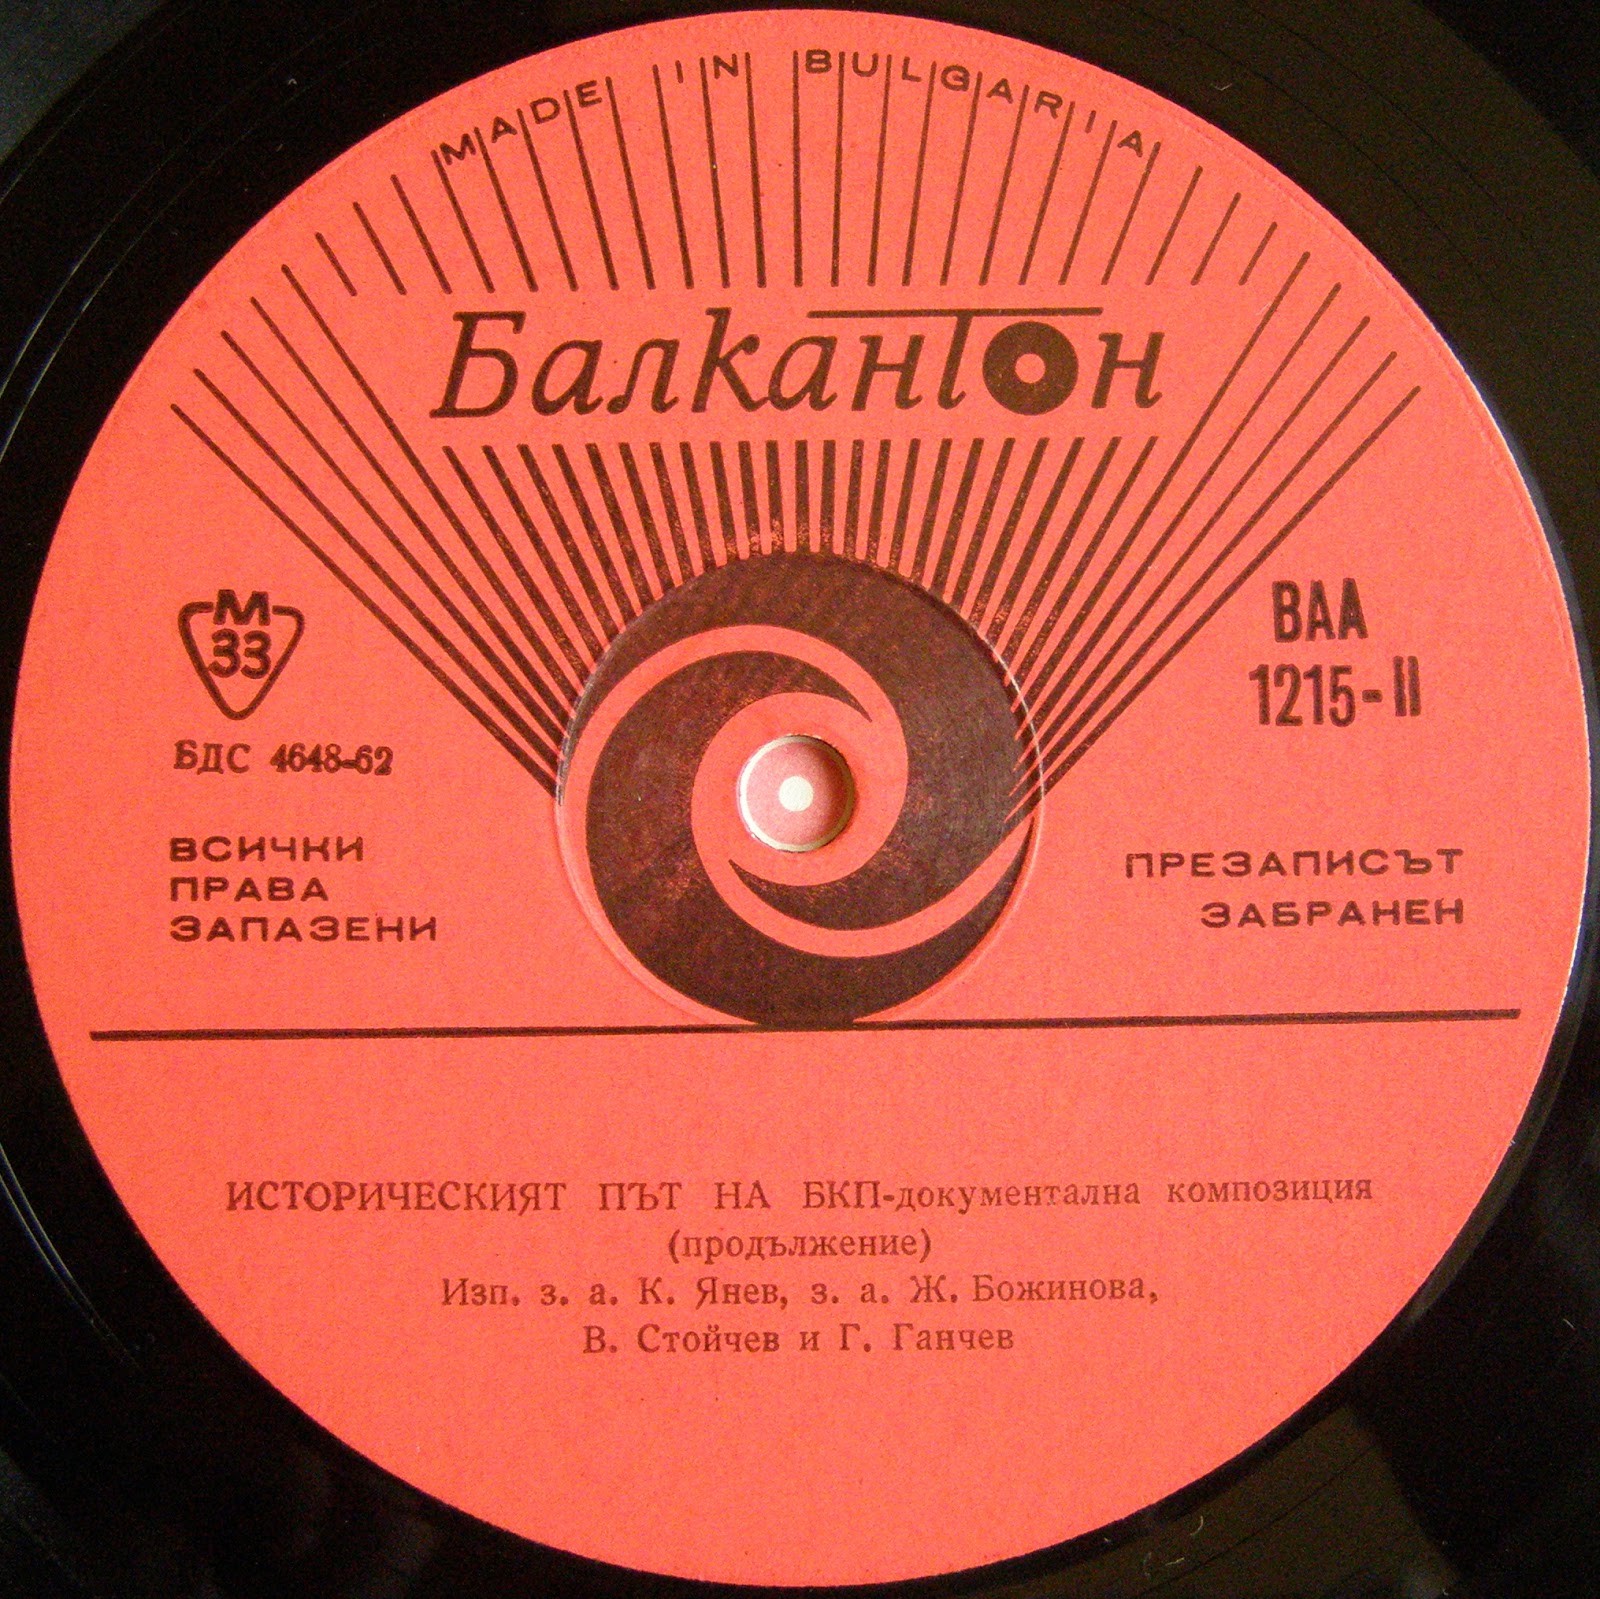 MADE IN BULGARIA
Балкантон
М
33
БДС 4648-62
ВАА
1215-II
ВСИЧКИ
ПРАВА
ЗАПАЗЕНИ
ПРЕЗАПИСЪТ
ЗАБРАНЕН
ИСТОРИЧЕСКИЯТ ПЪТ НА БКП-документална композиция
(продължение)
Изп. з. а. К. Янев, з. а. Ж. Божинова,
В. Стойчев и Г. Ганчев